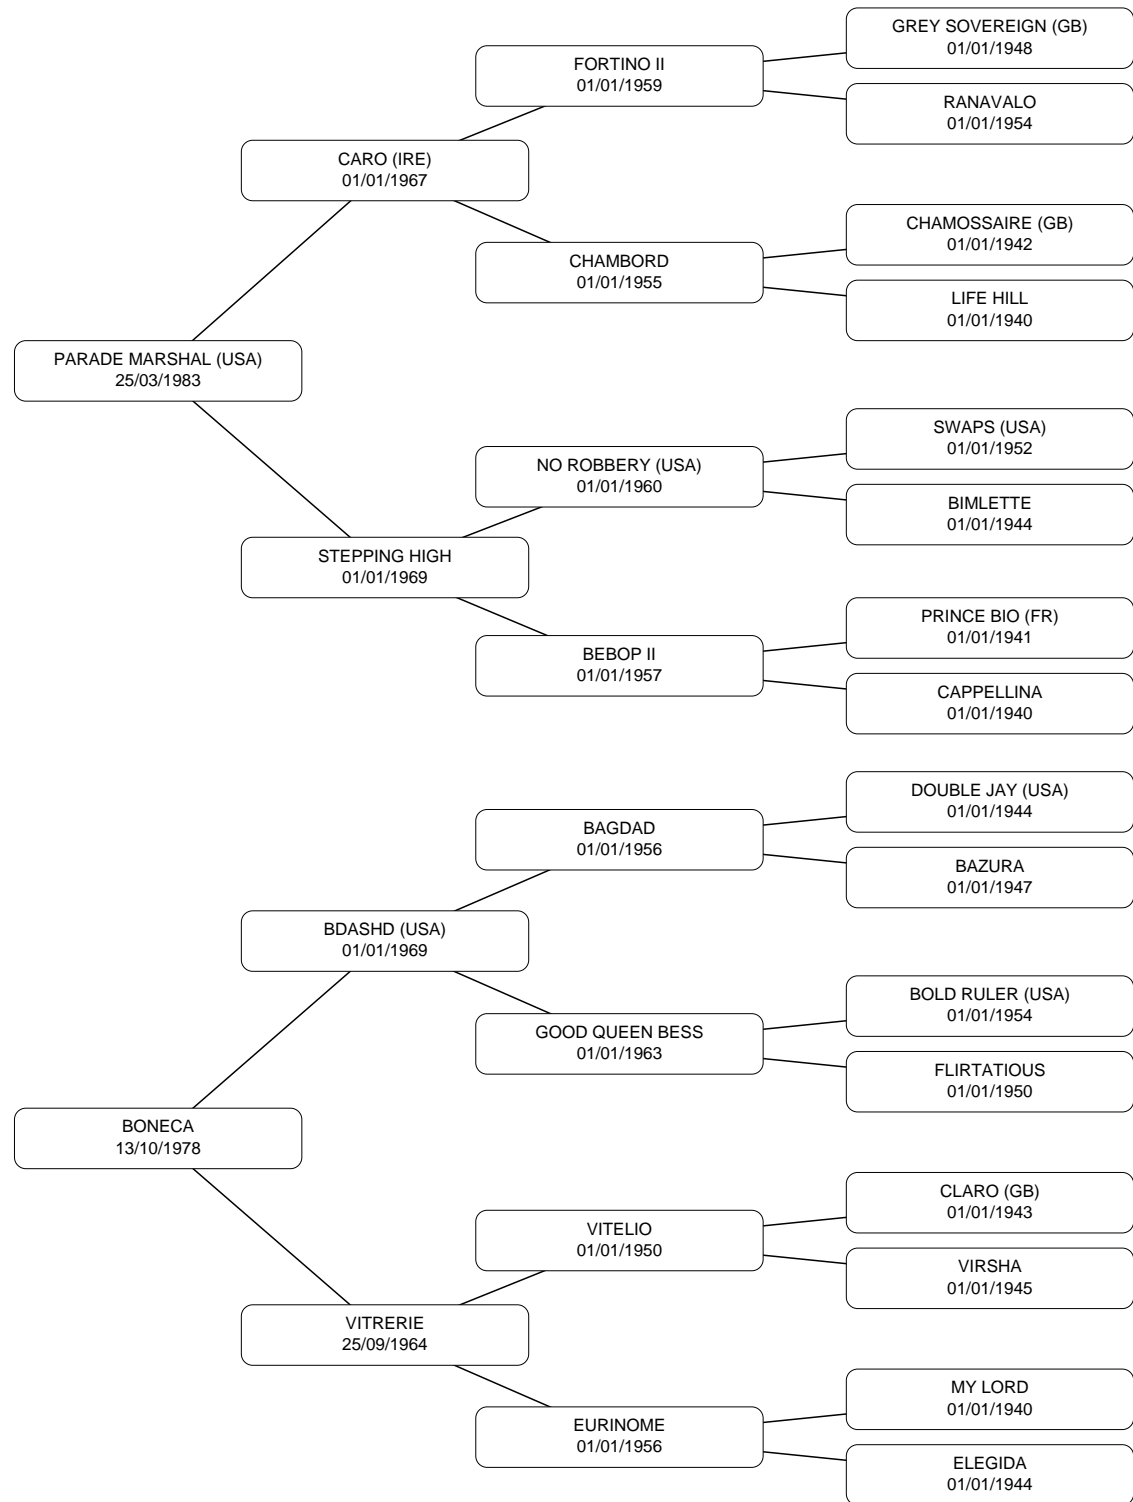 GREY SOVEREIGN (GB)
01/01/1948
FORTINO II
01/01/1959
RANAVALO
01/01/1954
CARO (IRE)
01/01/1967
CHAMOSSAIRE (GB)
01/01/1942
CHAMBORD
01/01/1955
LIFE HILL
01/01/1940
PARADE MARSHAL (USA)
25/03/1983
SWAPS (USA)
01/01/1952
NO ROBBERY (USA)
01/01/1960
BIMLETTE
01/01/1944
STEPPING HIGH
01/01/1969
PRINCE BIO (FR)
01/01/1941
BEBOP II
01/01/1957
CAPPELLINA
01/01/1940
DOUBLE JAY (USA)
01/01/1944
BAGDAD
01/01/1956
BAZURA
01/01/1947
BDASHD (USA)
01/01/1969
BOLD RULER (USA)
01/01/1954
GOOD QUEEN BESS
01/01/1963
FLIRTATIOUS
01/01/1950
BONECA
13/10/1978
CLARO (GB)
01/01/1943
VITELIO
01/01/1950
VIRSHA
01/01/1945
VITRERIE
25/09/1964
MY LORD
01/01/1940
EURINOME
01/01/1956
ELEGIDA
01/01/1944